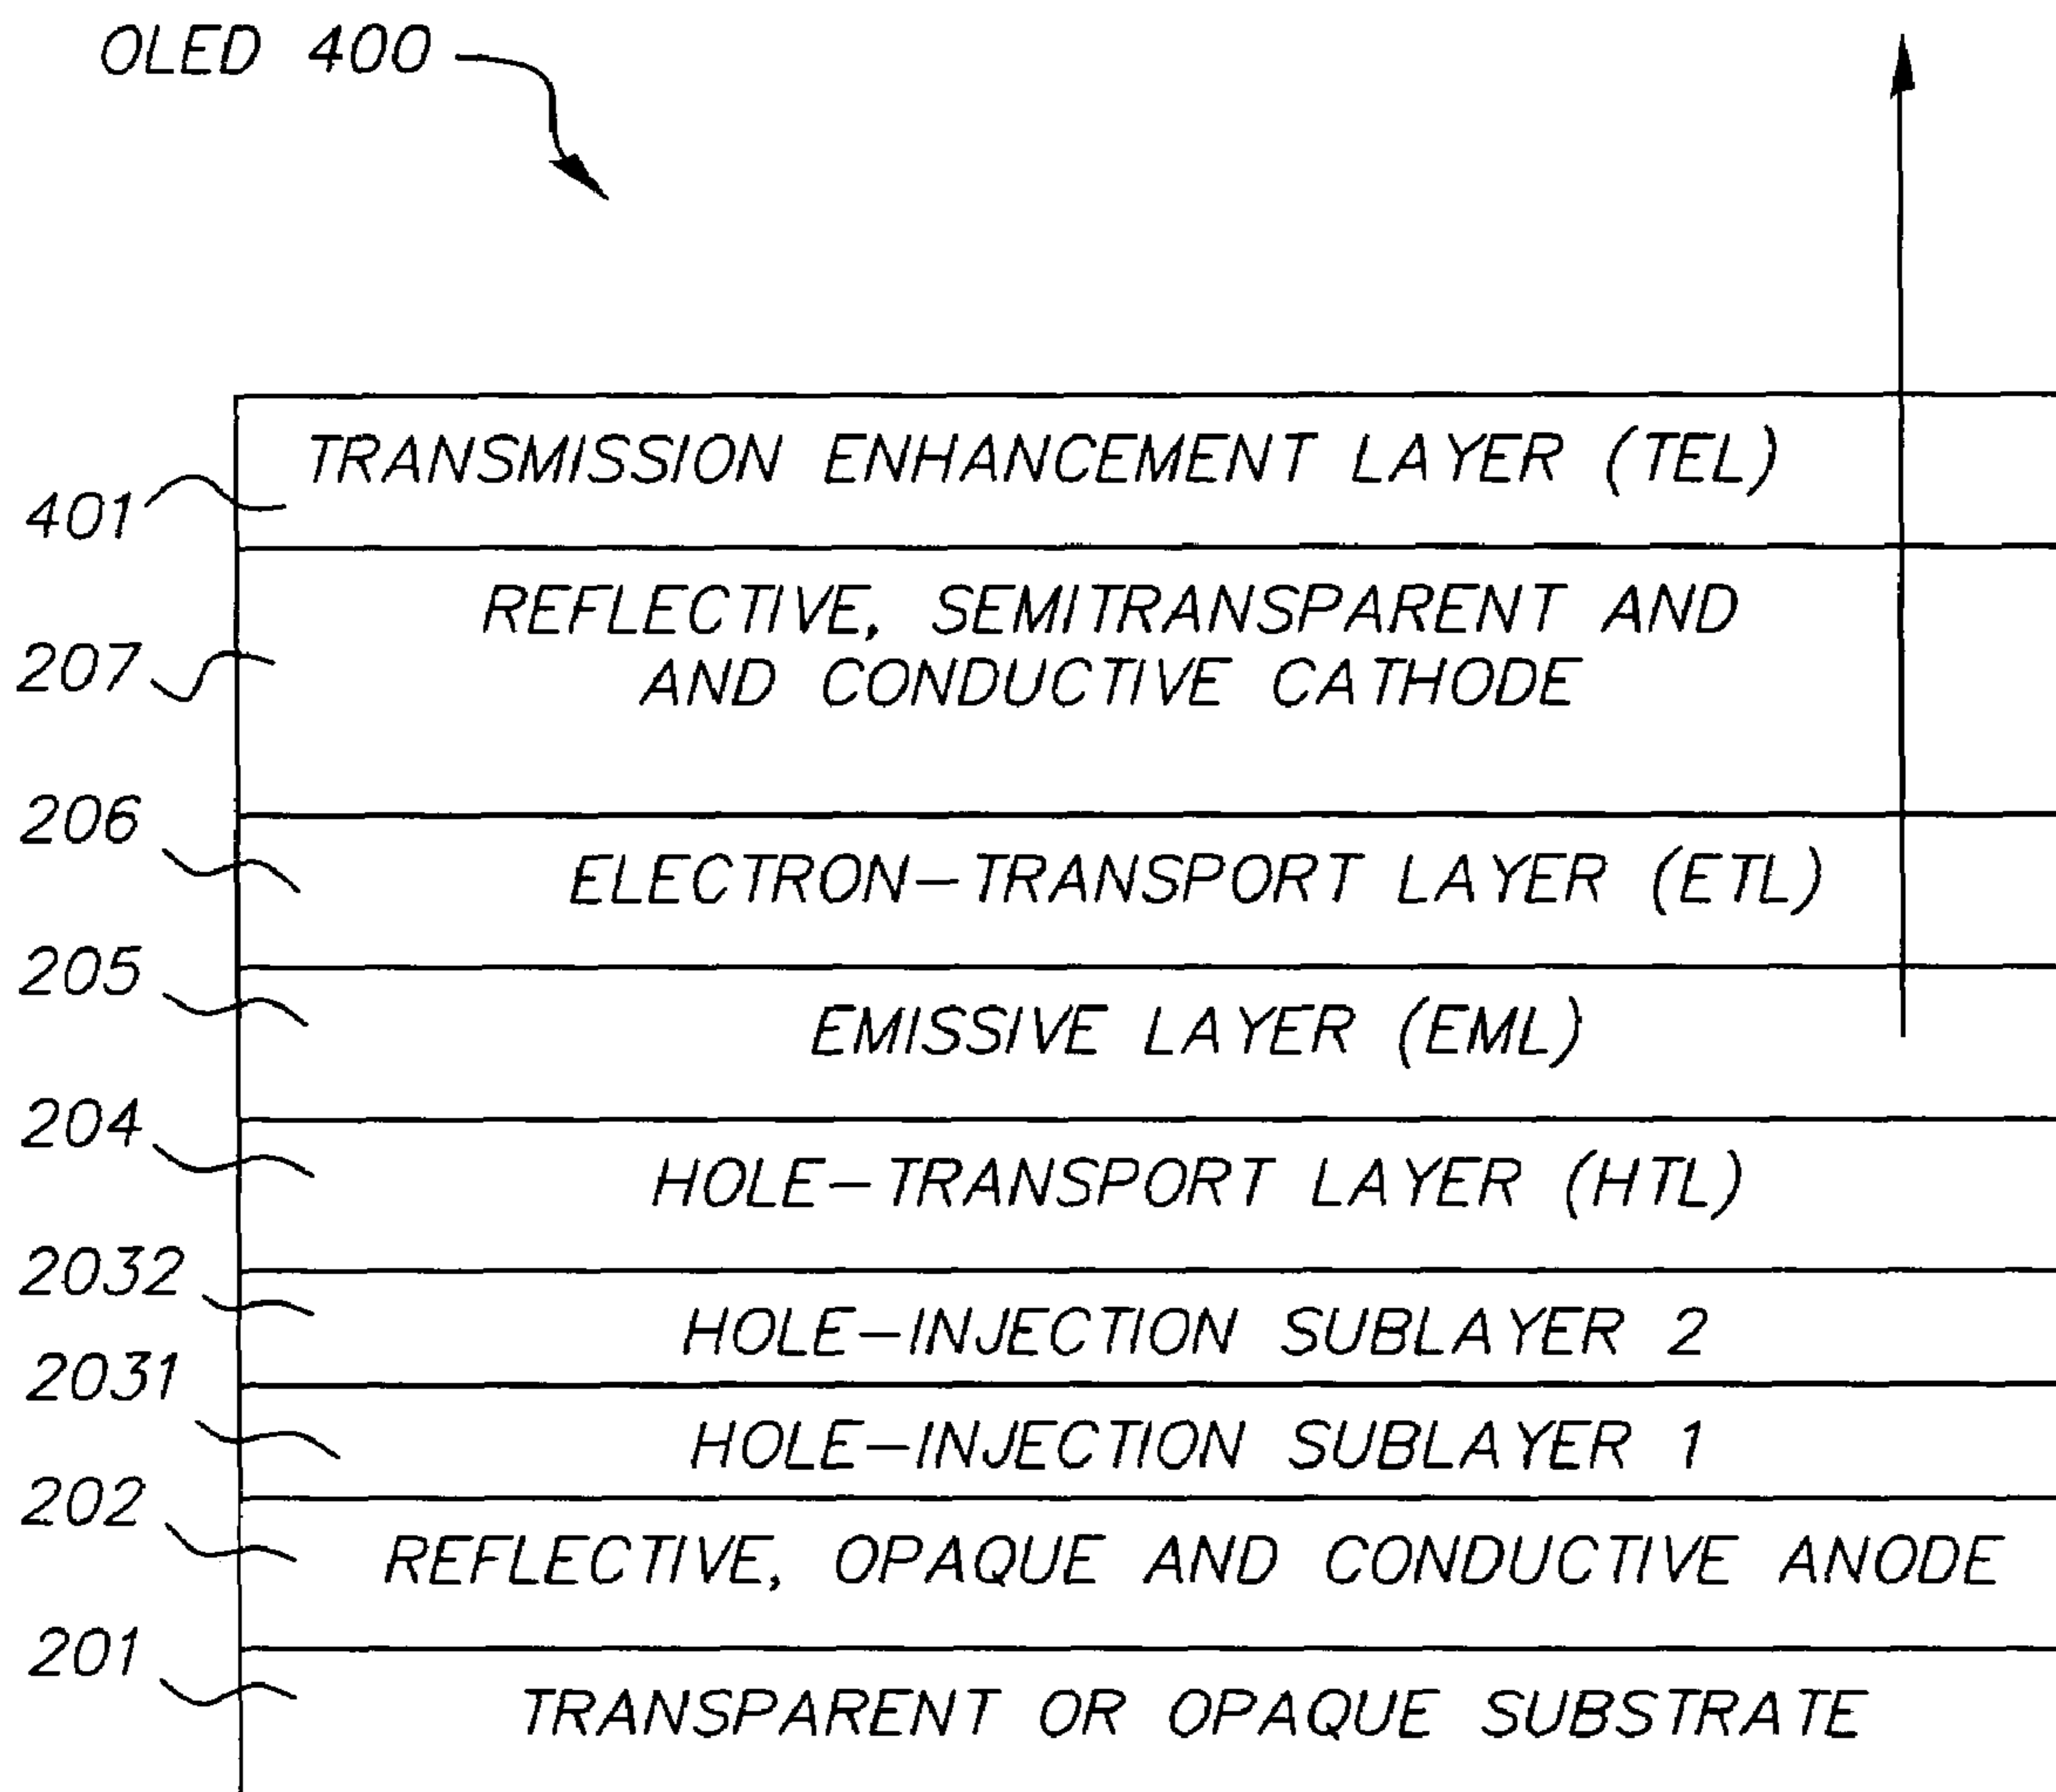 OLED 400
TRANSMISSION ENHANCEMENT LAYER (TEL)
401
REFLECTIVE, SEMITRANSPARENT AND
AND CONDUCTIVE CATHODE
207
206
ELECTRON-TRANSPORT LAYER (ETL)
205
EMISSIVE LAYER (EML)
204
HOLE-TRANSPORT LAYER (HTL)
2032
HOLE-INJECTION SUBLAYER 2
2031
HOLE-INJECTION SUBLAYER 1
202
REFLECTIVE, OPAQUE AND CONDUCTIVE ANODE
201
TRANSPARENT OR OPAQUE SUBSTRATE